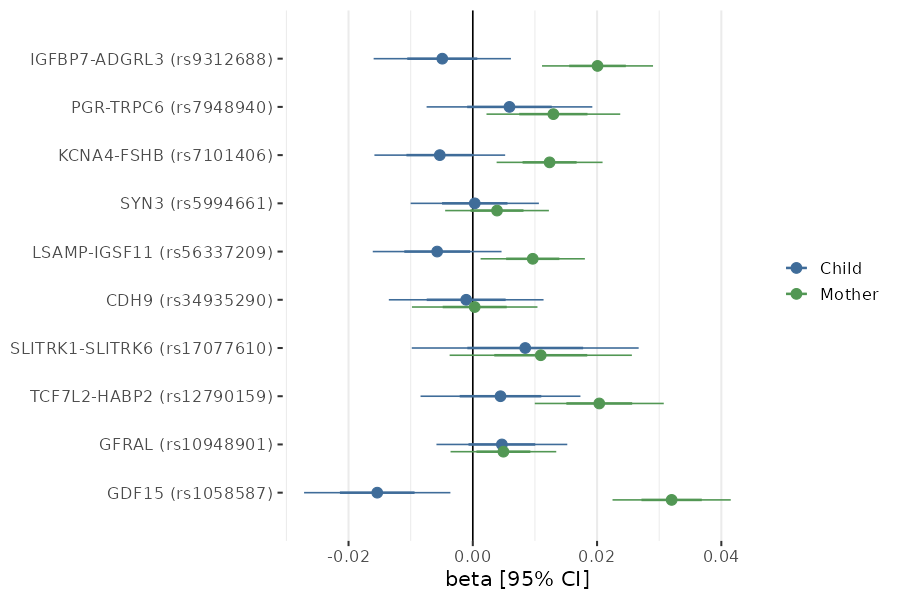 IGFBP7-ADGRL3 (rs9312688)
PGR-TRPC6 (rs7948940)
KCNA4-FSHB (rs7101406)
SYN3 (rs5994661)
LSAMP-IGSF11 (rs56337209)
CDH9 (rs34935290)
SLITRK1-SLITRK6 (rs17077610)
TCF7L2-HABP2 (rs12790159)
GFRAL (rs10948901)
GDF15 (rs1058587)
-0.02 0.00 0.02 0.04
beta [95% CI]
Child
Mother